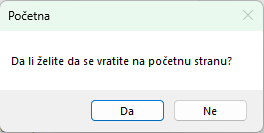 Početna
Da li želite da se vratite na početnu stranu?
Da
Ne